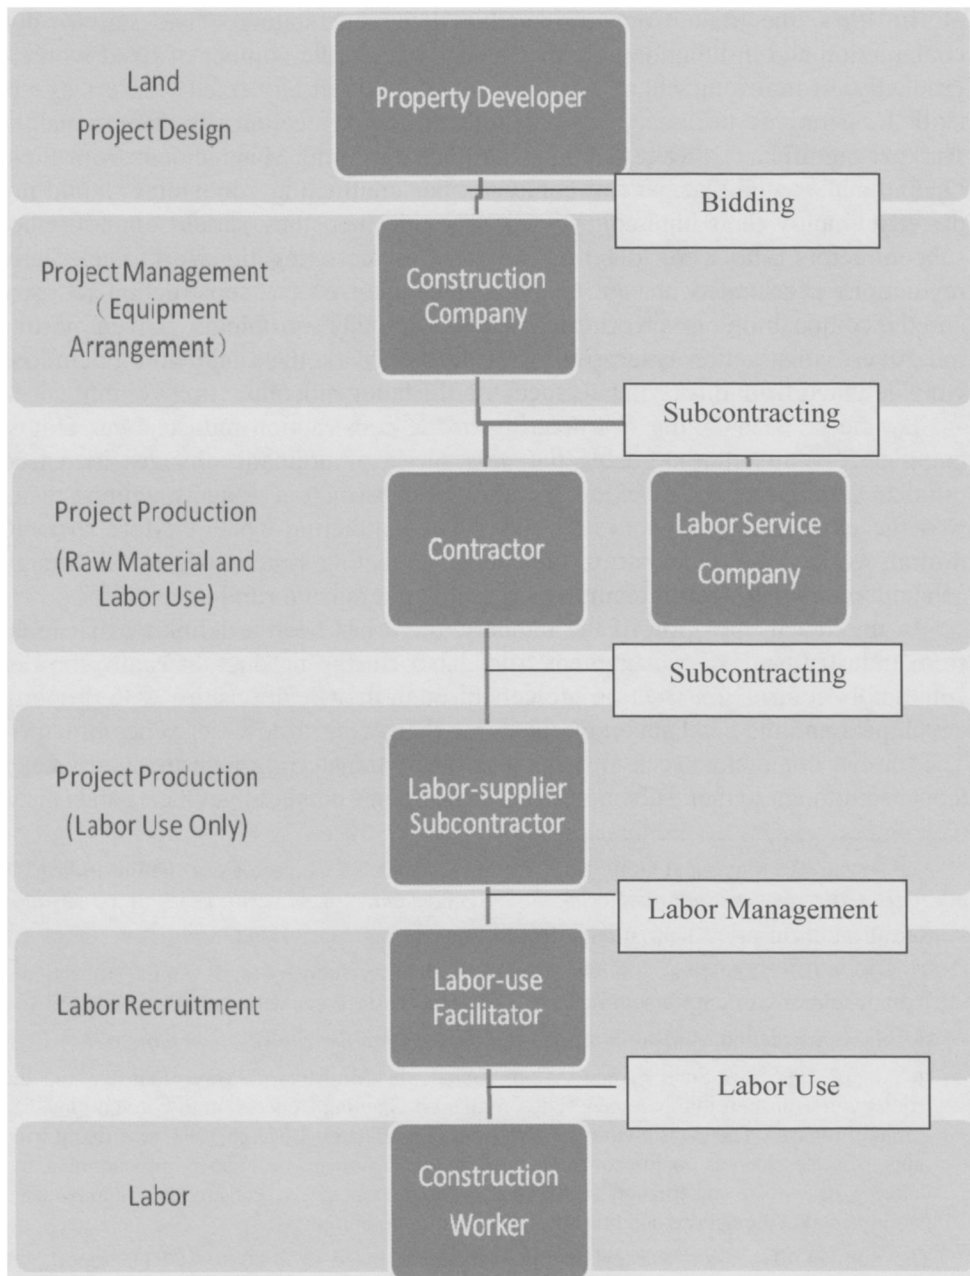 Land
Project Design
Property Developer
Bidding
Project Management
（Equipment
Arrangement）
Construction
Company
Subcontracting
Project Production
(Raw Material and
Labor Use)
Contractor
Labor Service
Company
Subcontracting
Project Production
(Labor Use Only)
Labor-supplier
Subcontractor
Labor Management
Labor Recruitment
Labor-use
Facilitator
Labor Use
Labor
Construction
Worker